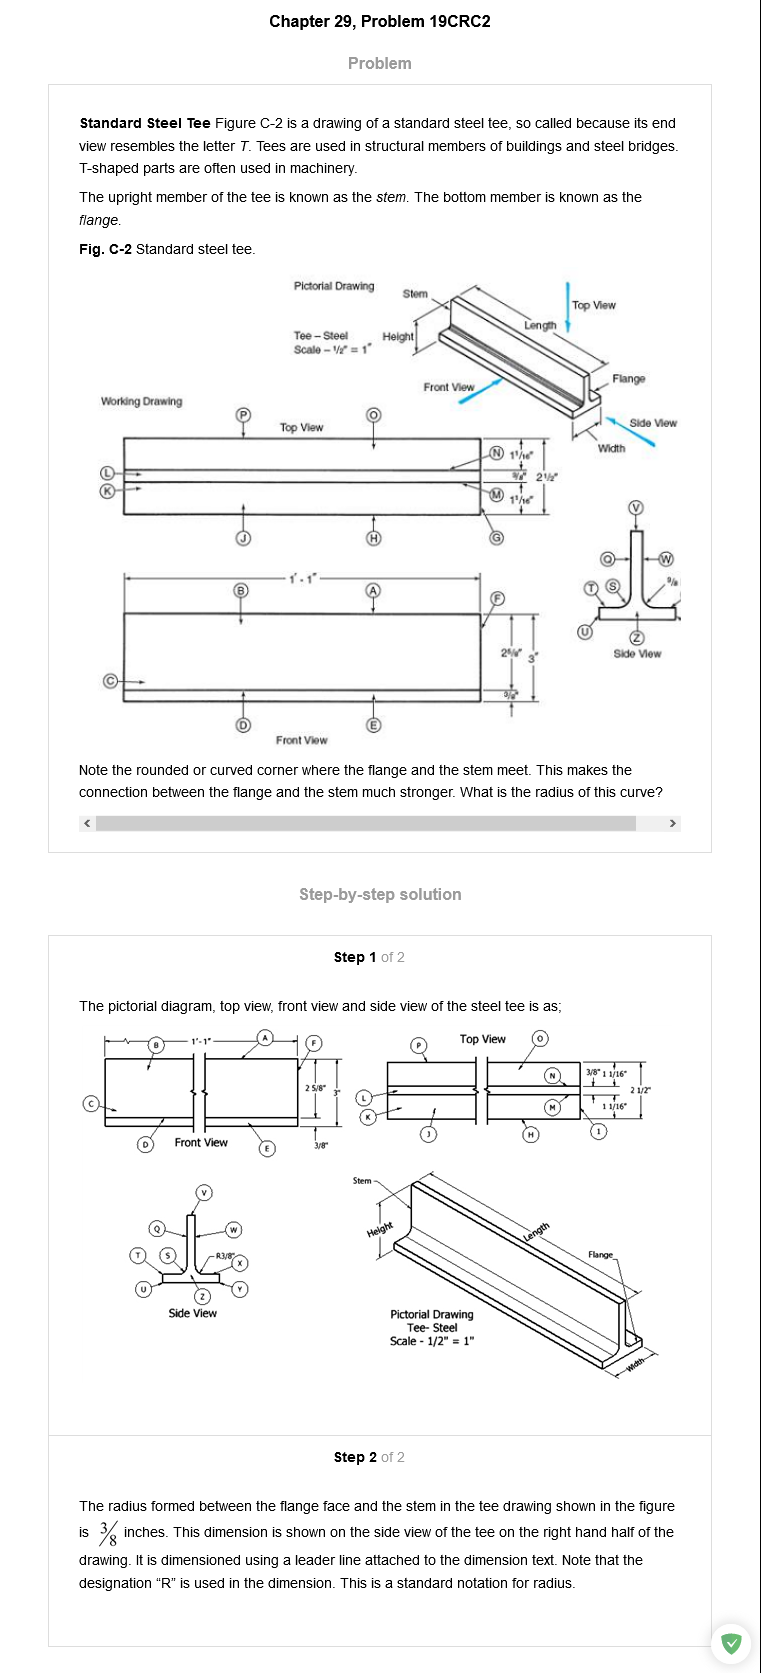 Chapter 29, Problem 19CRC2
Problem
Standard Steel Tee Figure C-2 is a drawing of a standard steel tee, so called because its end
view resembles the letter T. Tees are used in structural members of buildings and steel bridges.
T-shaped parts are often used in machinery.
The upright member of the tee is known as the stem. The bottom member is known as the
flange.
Fig. C-2 Standard steel tee.
Pictorial Drawing
Stem
Top View
Length
Tee – Steel
Height
Scale – 1/2" = 1"
Flange
Front View
Working Drawing
Side View
P
O
Top View
Width
N
1 1/16"
L
3/8"
2 1/2"
K
M
1 1/16"
V
J
H
G
Q
W
1' - 1"
T
S
3/8
B
A
F
U
Z
2 5/8"
3"
Side View
C
3/8"
D
E
Front View
Note the rounded or curved corner where the flange and the stem meet. This makes the
connection between the flange and the stem much stronger. What is the radius of this curve?
Step-by-step solution
Step 1 of 2
The pictorial diagram, top view, front view and side view of the steel tee is as;
B
1'-1"
A
F
P
Top View
O
2 5/8"
3"
N
3/8"
1 1/16"
2 1/2"
C
L
K
M
1 1/16"
D
Front View
E
3/8"
J
H
I
Stem
V
Q
W
Height
Length
T
S
R3/8"
X
Flange
U
Z
Y
Side View
Pictorial Drawing
Tee- Steel
Scale - 1/2" = 1"
Width
Step 2 of 2
The radius formed between the flange face and the stem in the tee drawing shown in the figure
is 3/8 inches. This dimension is shown on the side view of the tee on the right hand half of the
drawing. It is dimensioned using a leader line attached to the dimension text. Note that the
designation “R” is used in the dimension. This is a standard notation for radius.